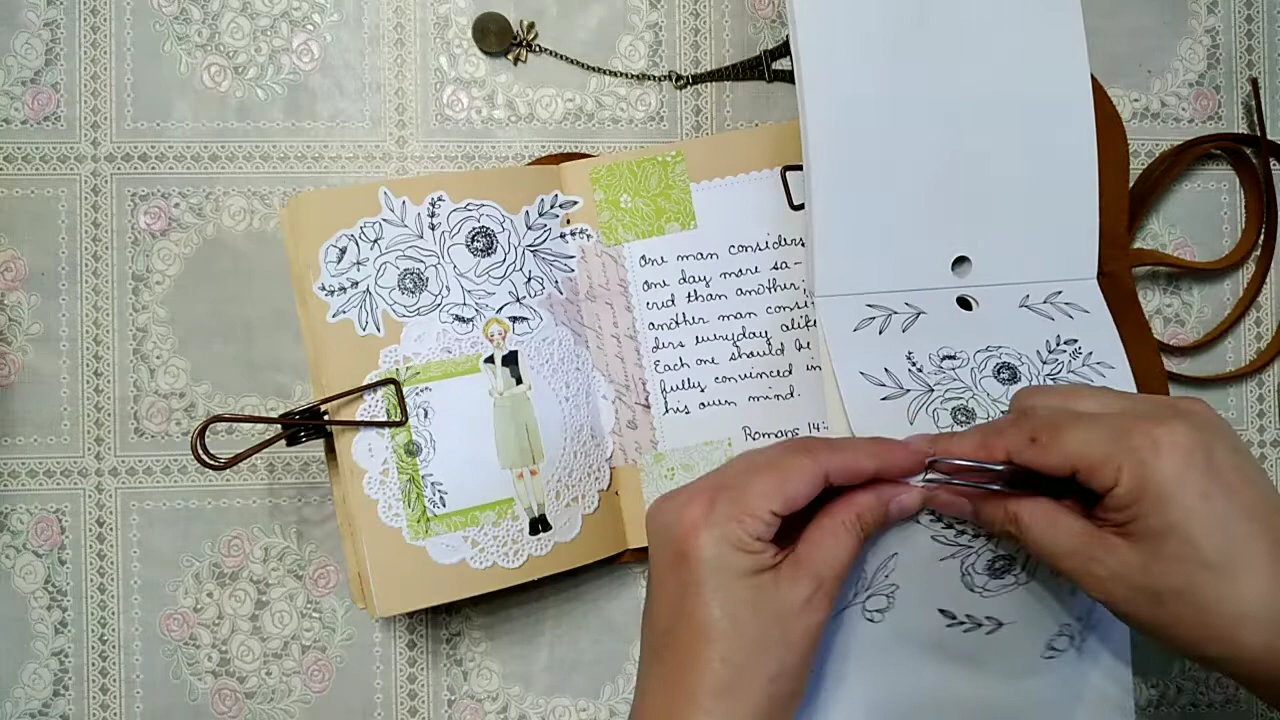 One man considers
one day more sa-
cred than another;
another man consi-
ders everyday alike
Each one should be
fully convinced in
his own mind.
Romans 14: